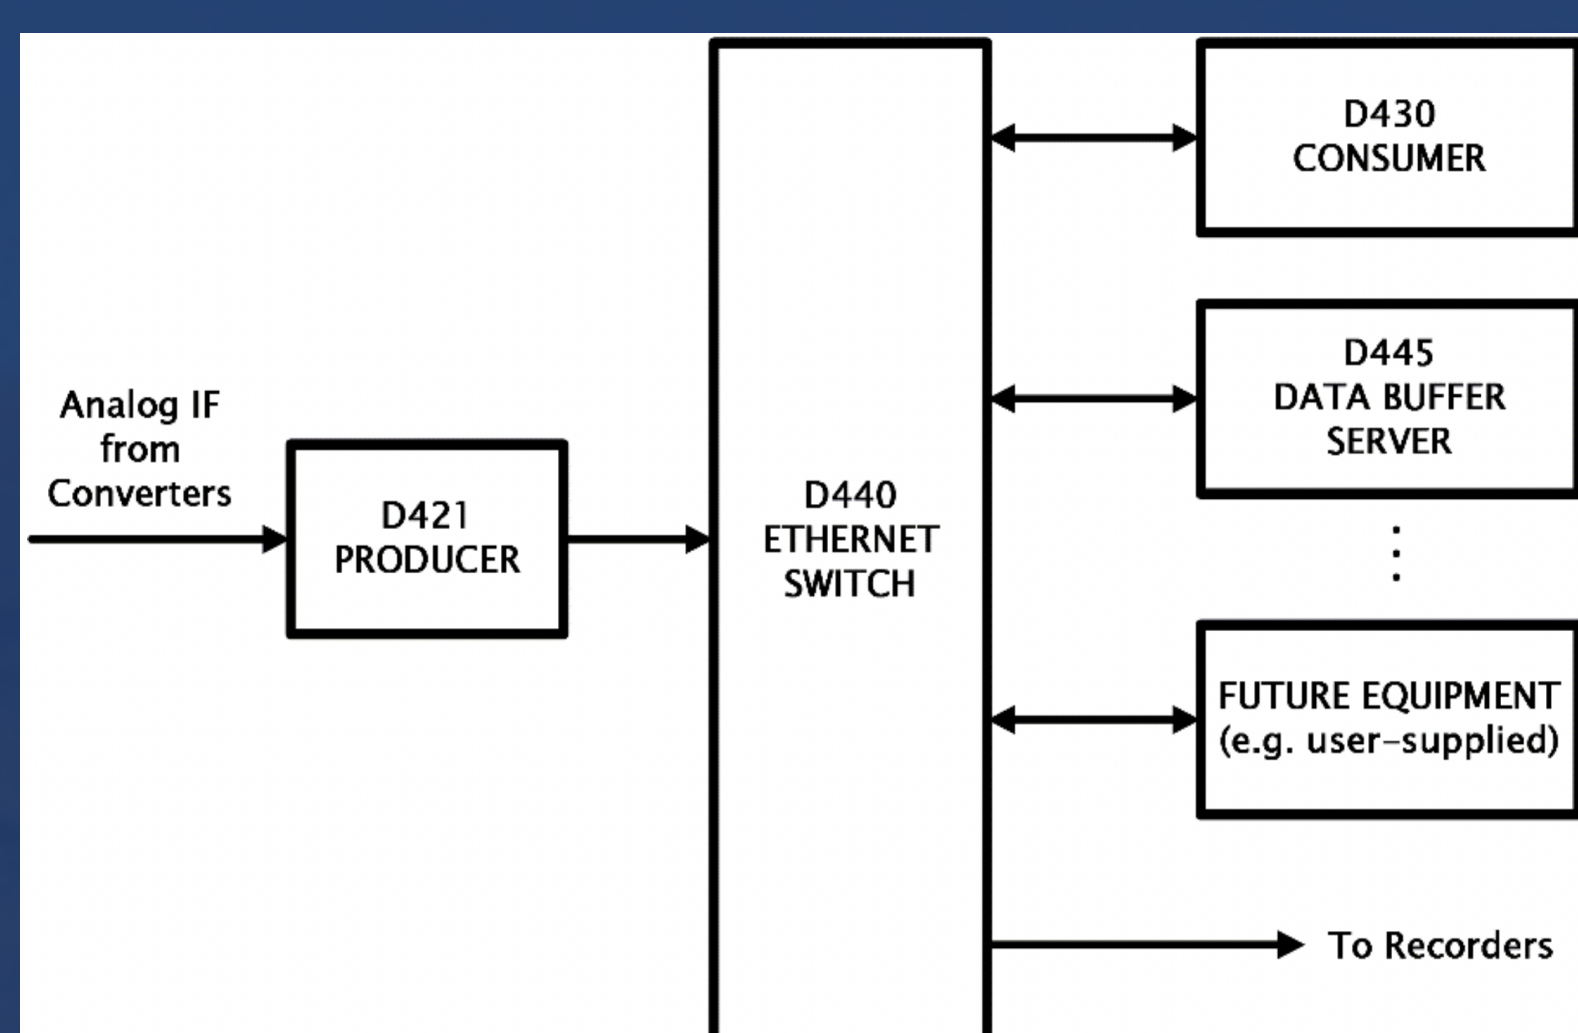 D430
CONSUMER
D445
DATA BUFFER
SERVER
Analog IF
from
Converters
D421
PRODUCER
D440
ETHERNET
SWITCH
FUTURE EQUIPMENT
(e.g. user-supplied)
To Recorders